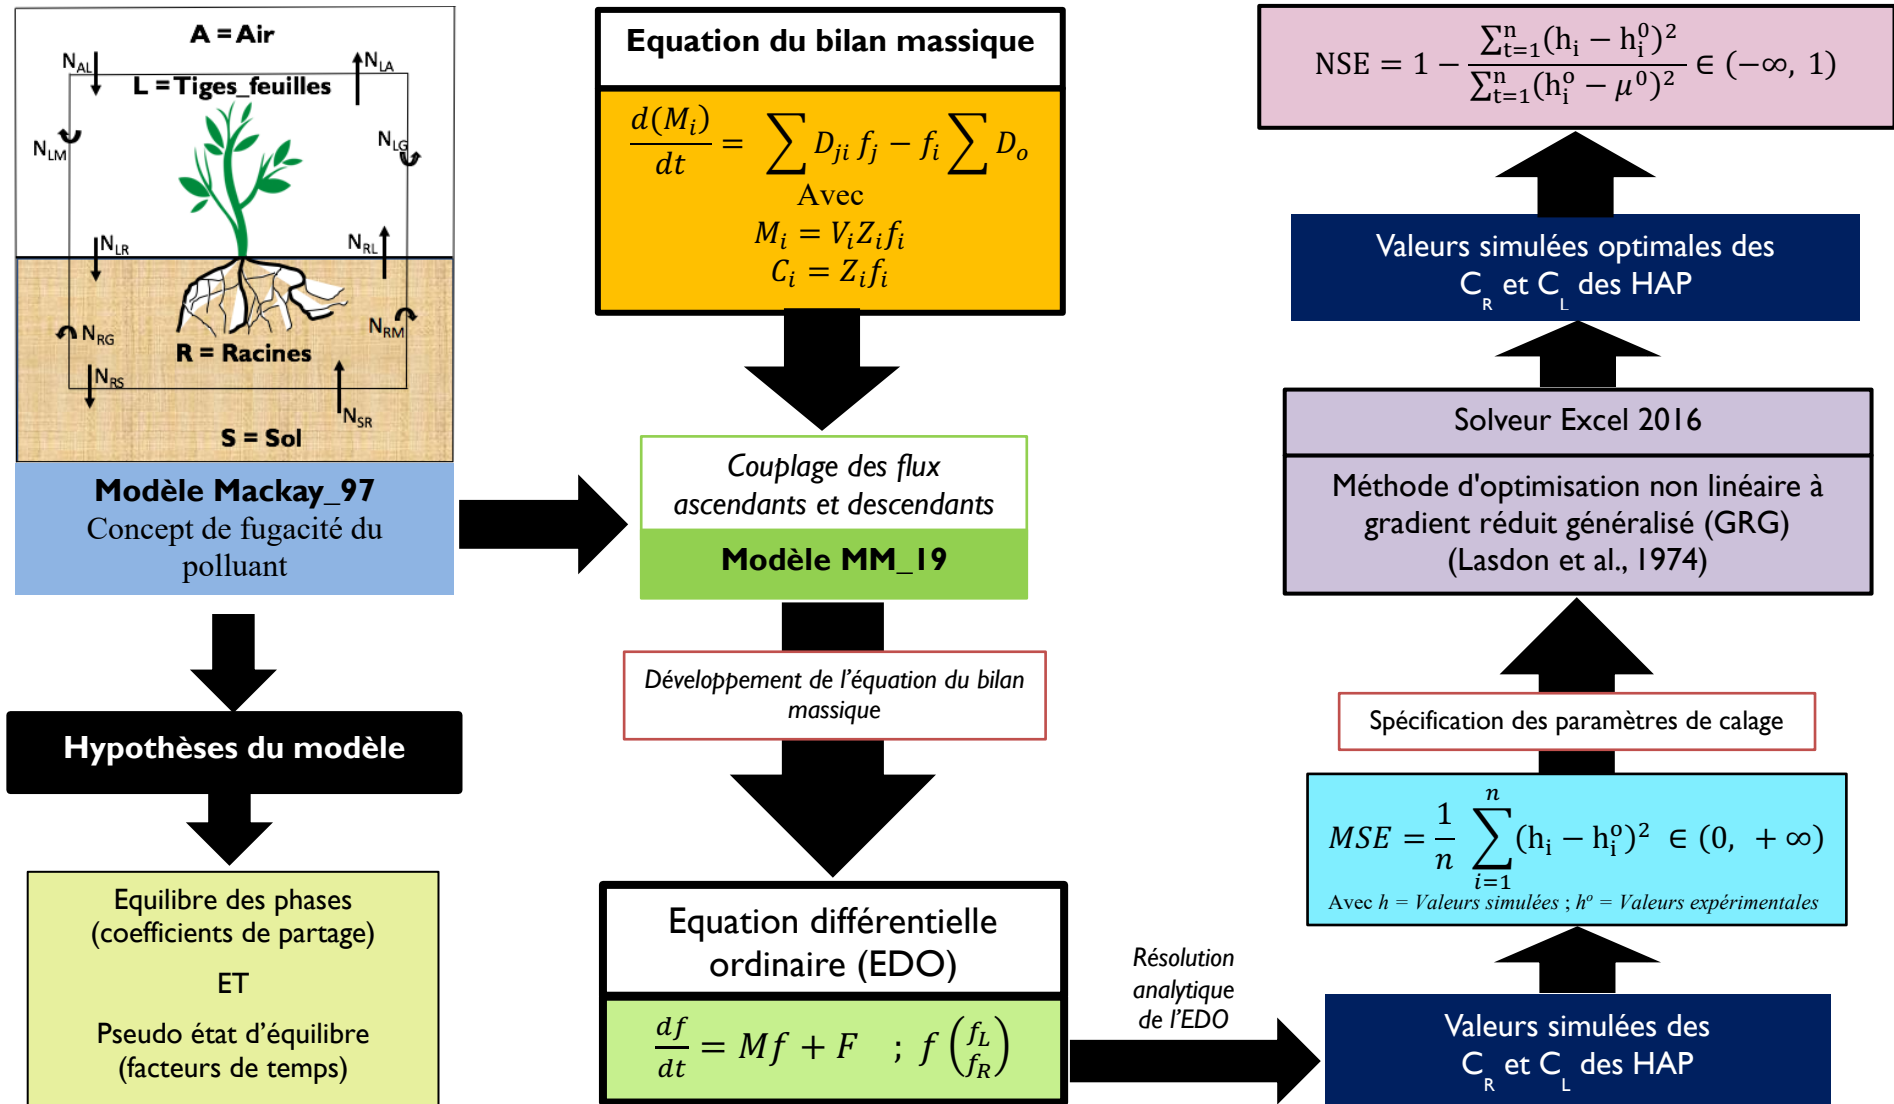 A = Air
N_AL
N_LA
L = Tiges_feuilles
N_LM
N_LG
N_LR
N_RL
N_RG
N_RM
R = Racines
N_RS
N_SR
S = Sol
Modèle Mackay_97
Concept de fugacité du
polluant
Hypothèses du modèle
Equilibre des phases
(coefficients de partage)
ET
Pseudo état d’équilibre
(facteurs de temps)
Equation du bilan massique
d(M_i)/dt = ∑ D_ji f_j − f_i ∑ D_o
Avec
M_i = V_i Z_i f_i
C_i = Z_i f_i
Couplage des flux
ascendants et descendants
Modèle MM_19
Développement de l’équation du bilan
massique
Equation différentielle
ordinaire (EDO)
df/dt = Mf + F ; f (f_L f_R)
Résolution
analytique
de l’EDO
Valeurs simulées des
C_R et C_L des HAP
MSE = 1/n ∑_{i=1}^{n} (h_i − h_i^o)^2 ∈ (0, +∞)
Avec h = Valeurs simulées ; h^o = Valeurs expérimentales
Spécification des paramètres de calage
Solveur Excel 2016
Méthode d'optimisation non linéaire à
gradient réduit généralisé (GRG)
(Lasdon et al., 1974)
Valeurs simulées optimales des
C_R et C_L des HAP
NSE = 1 − ∑_{t=1}^{n} (h_i − h_i^0)^2 / ∑_{t=1}^{n} (h_i^o − μ^0)^2 ∈ (−∞, 1)